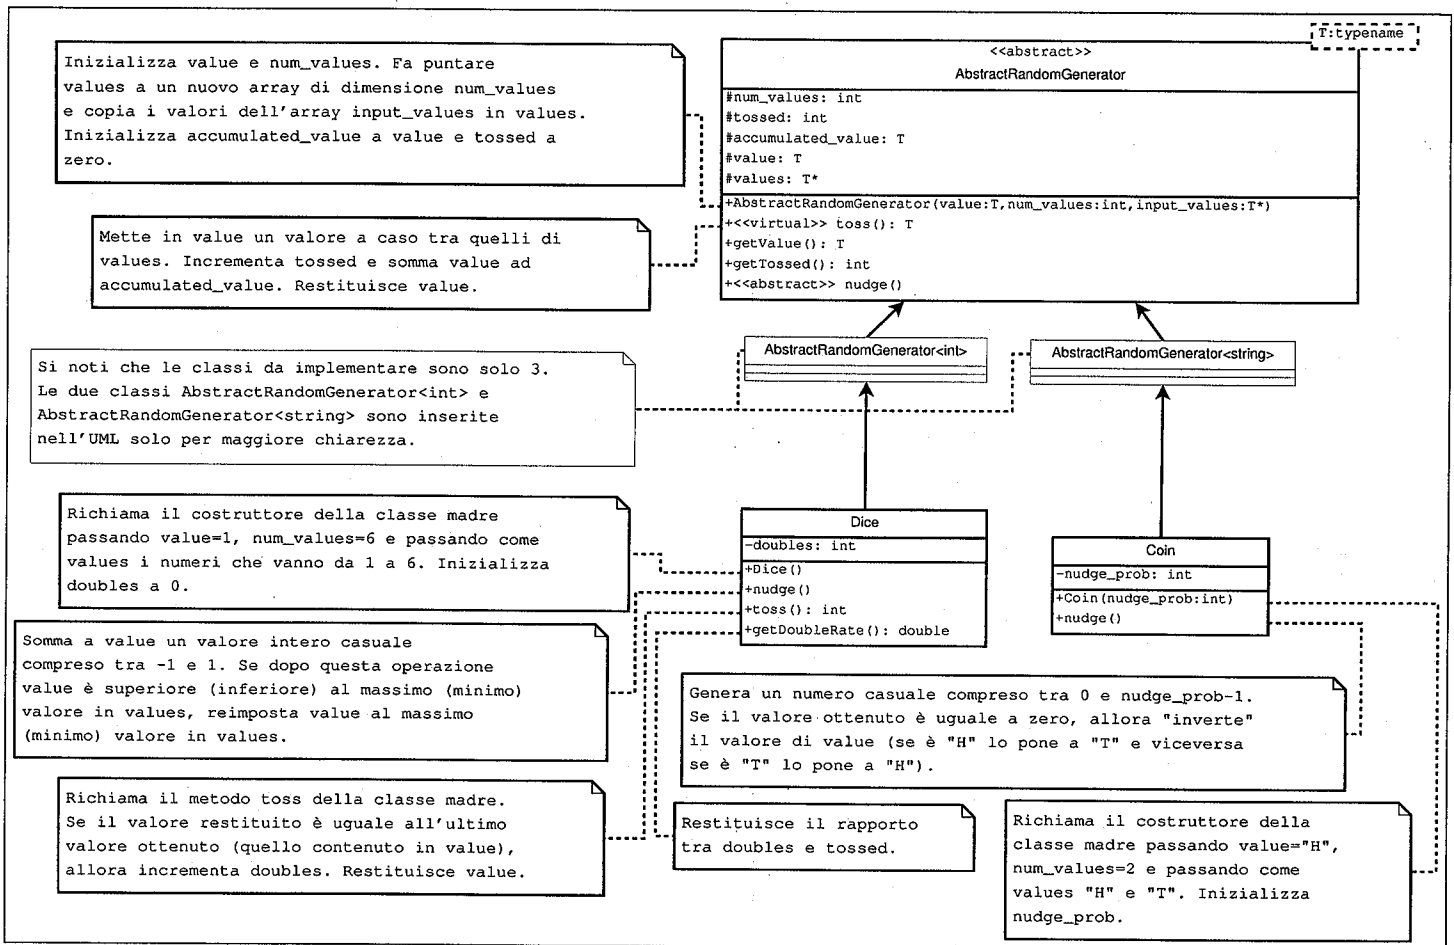 T:typename
<<abstract>>
AbstractRandomGenerator
#num_values: int
#tossed: int
#accumulated_value: T
#value: T
#values: T*
+AbstractRandomGenerator(value:T,num_values:int,input_values:T*)
+<<virtual>> toss(): T
+getValue(): T
+getTossed(): int
+<<abstract>> nudge()
Inizializza value e num_values. Fa puntare
values a un nuovo array di dimensione num_values
e copia i valori dell'array input_values in values.
Inizializza accumulated_value a value e tossed a
zero.
Mette in value un valore a caso tra quelli di
values. Incrementa tossed e somma value ad
accumulated_value. Restituisce value.
AbstractRandomGenerator<int>
AbstractRandomGenerator<string>
Si noti che le classi da implementare sono solo 3.
Le due classi AbstractRandomGenerator<int> e
AbstractRandomGenerator<string> sono inserite
nell'UML solo per maggiore chiarezza.
Richiama il costruttore della classe madre
passando value=1, num_values=6 e passando come
values i numeri che vanno da 1 a 6. Inizializza
doubles a 0.
Dice
-doubles: int
+Dice()
+nudge()
+toss(): int
+getDoubleRate(): double
Coin
-nudge_prob: int
+Coin(nudge_prob:int)
+nudge()
Somma a value un valore intero casuale
compreso tra -1 e 1. Se dopo questa operazione
value è superiore (inferiore) al massimo (minimo)
valore in values, reimposta value al massimo
(minimo) valore in values.
Genera un numero casuale compreso tra 0 e nudge_prob-1.
Se il valore ottenuto è uguale a zero, allora "inverte"
il valore di value (se è "H" lo pone a "T" e viceversa
se è "T" lo pone a "H").
Richiama il metodo toss della classe madre.
Se il valore restituito è uguale all'ultimo
valore ottenuto (quello contenuto in value),
allora incrementa doubles. Restituisce value.
Restituisce il rapporto
tra doubles e tossed.
Richiama il costruttore della
classe madre passando value="H",
num_values=2 e passando come
values "H" e "T". Inizializza
nudge_prob.